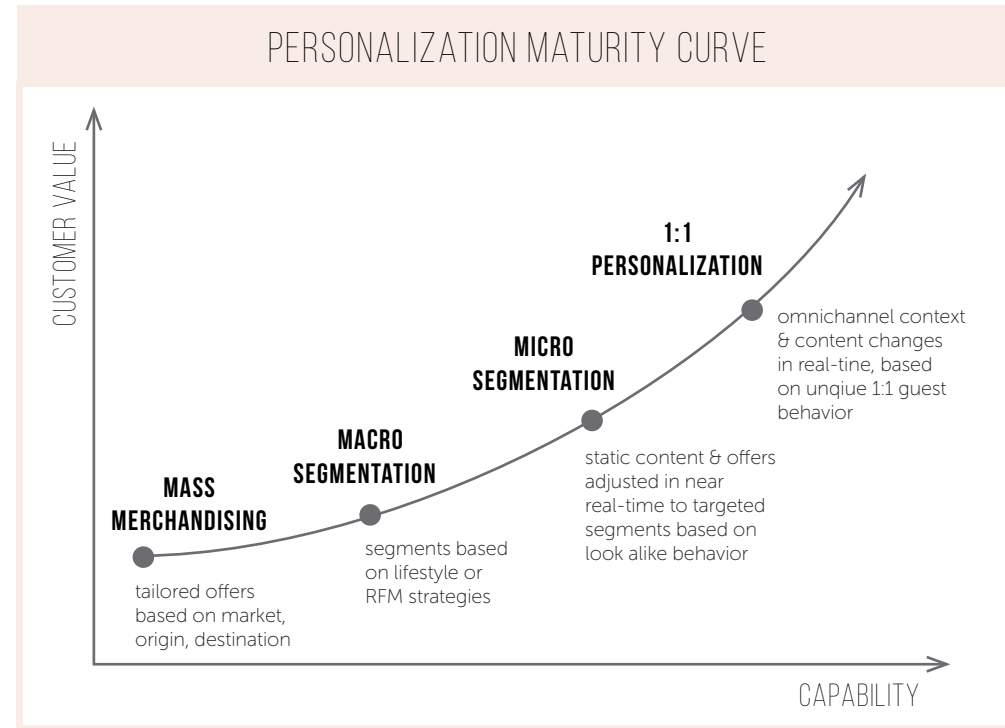 PERSONALIZATION MATURITY CURVE
CUSTOMER VALUE
1:1
PERSONALIZATION
omnichannel context
& content changes
in real-tine, based
on unqiue 1:1 guest
behavior
MICRO
SEGMENTATION
static content & offers
adjusted in near
real-time to targeted
segments based on
look alike behavior
MACRO
SEGMENTATION
segments based
on lifestyle or
RFM strategies
MASS
MERCHANDISING
tailored offers
based on market,
origin, destination
CAPABILITY